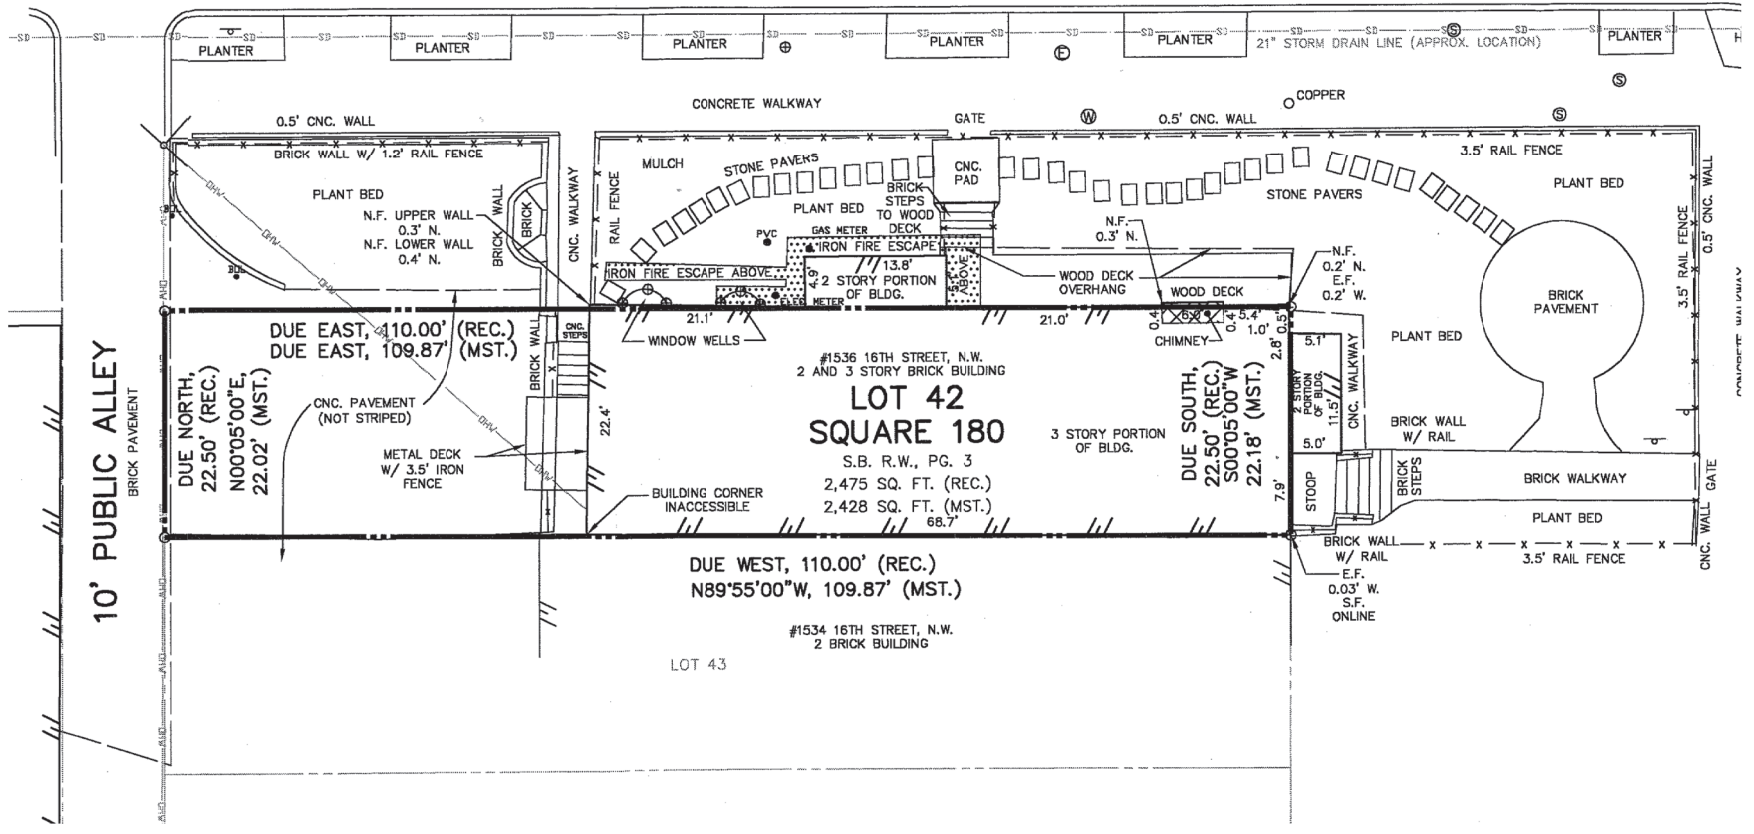 PLANTER
PLANTER
PLANTER
PLANTER
PLANTER
PLANTER
21" STORM DRAIN LINE (APPROX. LOCATION)
COPPER
CONCRETE WALKWAY
GATE
0.5' CNC. WALL
0.5' CNC. WALL
BRICK WALL W/ 1.2' RAIL FENCE
3.5' RAIL FENCE
MULCH
STONE PAVERS
CNC.
PAD
PLANT BED
CNC. WALKWAY
RAIL FENCE
BRICK WALL
BRICK
BRICK
STEPS
TO WOOD
DECK
PLANT BED
STONE PAVERS
PLANT BED
3.5' RAIL FENCE
0.5' CNC. WALL
N.F. UPPER WALL
0.3' N.
N.F. LOWER WALL
0.4' N.
PVC
GAS METER
IRON FIRE ESCAPE
IRON FIRE ESCAPE ABOVE
13.8'
4.9'
2 STORY PORTION
OF BLDG.
ABOVE
ELEC METER
N.F.
0.3' N.
WOOD DECK
OVERHANG
WOOD DECK
N.F.
0.2' N.
E.F.
0.2' W.
BRICK
PAVEMENT
DUE EAST, 110.00' (REC.)
DUE EAST, 109.87' (MST.)
CNC.
STEPS
BRICK WALL
21.1'
WINDOW WELLS
21.0'
0.4'
6.0'
0.4'
5.4'
1.0'
0.5'
2.8'
CHIMNEY
5.1'
2 STORY
PORTION
OF BLDG.
11.5'
5.0'
CNC. WALKWAY
PLANT BED
CONCRETE WALKWAY
10' PUBLIC ALLEY
BRICK PAVEMENT
DUE NORTH,
22.50' (REC.)
N00°05'00"E,
22.02' (MST.)
CNC. PAVEMENT
(NOT STRIPED)
METAL DECK
W/ 3.5' IRON
FENCE
22.4'
BUILDING CORNER
INACCESSIBLE
#1536 16TH STREET, N.W.
2 AND 3 STORY BRICK BUILDING
LOT 42
SQUARE 180
S.B. R.W., PG. 3
2,475 SQ. FT. (REC.)
2,428 SQ. FT. (MST.)
68.7'
3 STORY PORTION
OF BLDG.
DUE SOUTH,
22.50' (REC.)
S00°05'00"W
22.18' (MST.)
7.9'
STOOP
BRICK
STEPS
BRICK WALL
W/ RAIL
BRICK WALKWAY
GATE
PLANT BED
CNC. WALL
BRICK WALL
W/ RAIL
3.5' RAIL FENCE
E.F.
0.03' W.
S.F.
ONLINE
DUE WEST, 110.00' (REC.)
N89°55'00"W, 109.87' (MST.)
#1534 16TH STREET, N.W.
2 BRICK BUILDING
LOT 43